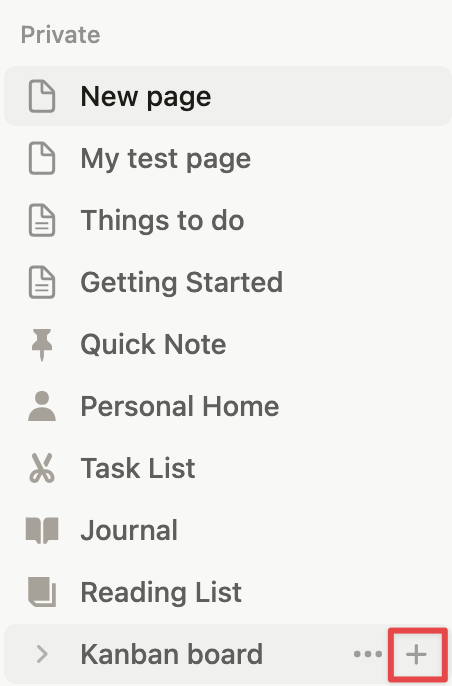 Private
New page
My test page
Things to do
Getting Started
Quick Note
Personal Home
Task List
Journal
Reading List
Kanban board